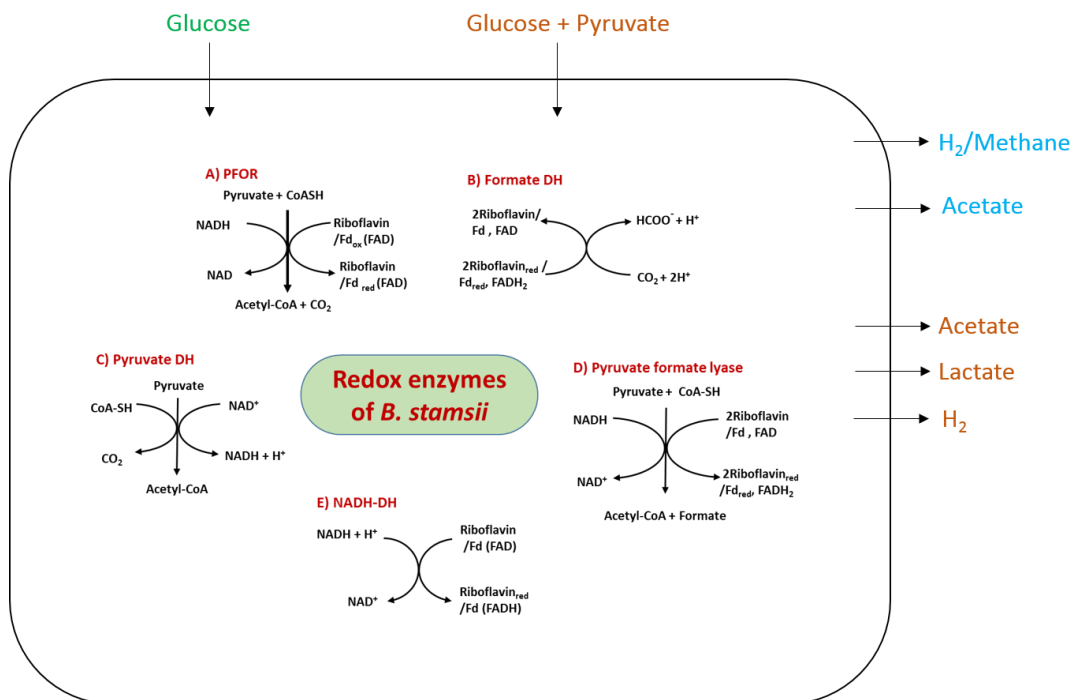 Glucose
Glucose + Pyruvate
H₂/Methane
Acetate
Acetate
Lactate
H₂
A) PFOR
Pyruvate + CoASH
NADH
Riboflavin
/Fdox (FAD)
NAD
Riboflavin
/Fd red (FAD)
Acetyl-CoA + CO₂
B) Formate DH
2Riboflavin/
Fd , FAD
HCOO⁻ + H⁺
2Riboflavinred /
Fdred, FADH₂
CO₂ + 2H⁺
C) Pyruvate DH
Pyruvate
CoA-SH
NAD⁺
CO₂
NADH + H⁺
Acetyl-CoA
Redox enzymes
of B. stamsii
D) Pyruvate formate lyase
Pyruvate + CoA-SH
NADH
2Riboflavin
/Fd , FAD
NAD⁺
2Riboflavinred
/Fdred, FADH₂
Acetyl-CoA + Formate
E) NADH-DH
NADH + H⁺
Riboflavin
/Fd (FAD)
NAD⁺
Riboflavinred
/Fd (FADH)